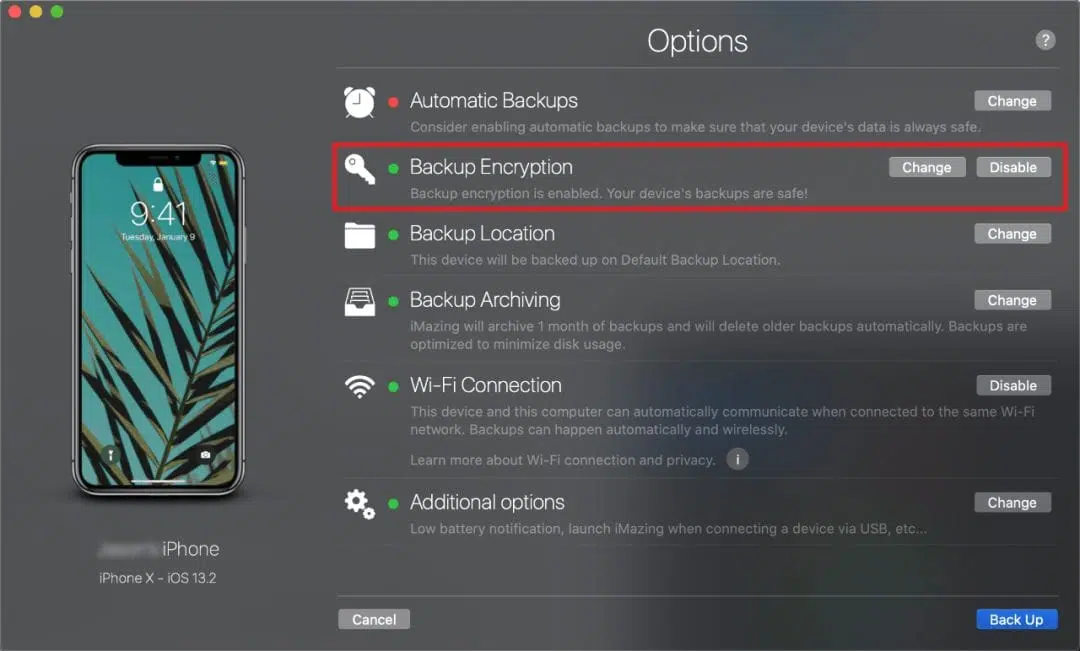 Options
?
Automatic Backups
Change
Consider enabling automatic backups to make sure that your device's data is always safe.
Backup Encryption
Change
Disable
Backup encryption is enabled. Your device's backups are safe!
Backup Location
Change
This device will be backed up on Default Backup Location.
Backup Archiving
Change
iMazing will archive 1 month of backups and will delete older backups automatically. Backups are
optimized to minimize disk usage.
Wi-Fi Connection
Disable
This device and this computer can automatically communicate when connected to the same Wi-Fi
network. Backups can happen automatically and wirelessly.
Learn more about Wi-Fi connection and privacy.
i
Additional options
Change
Low battery notification, launch iMazing when connecting a device via USB, etc...
9:41
Tuesday, January 9
iPhone
iPhone X - iOS 13.2
Cancel
Back Up